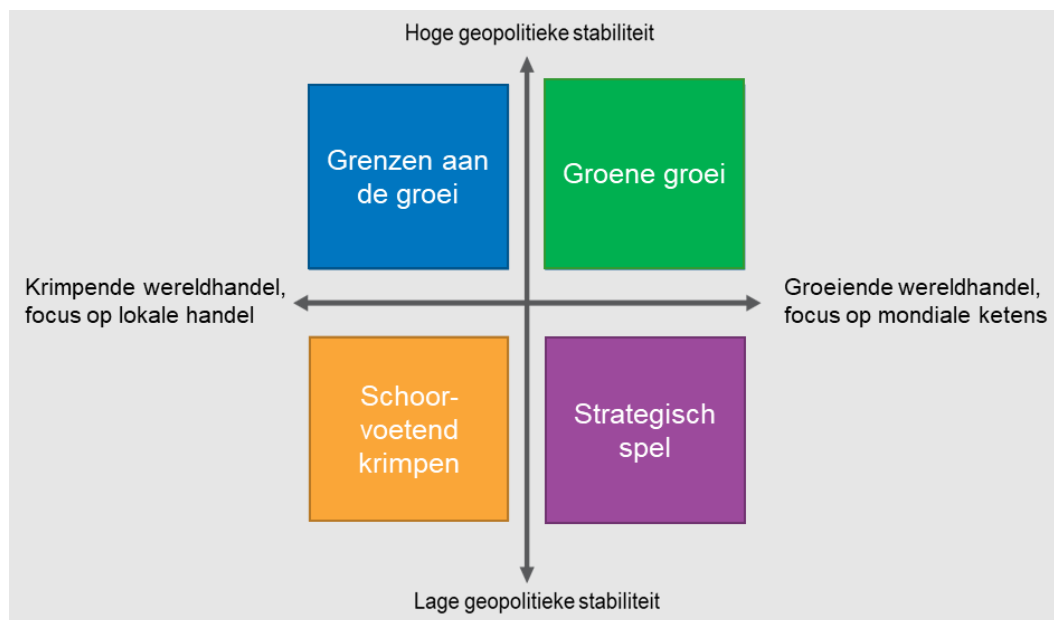 Hoge geopolitieke stabiliteit
Grenzen aan
de groei
Groene groei
Krimpende wereldhandel,
focus op lokale handel
Groeiende wereldhandel,
focus op mondiale ketens
Schoor-
voetend
krimpen
Strategisch
spel
Lage geopolitieke stabiliteit